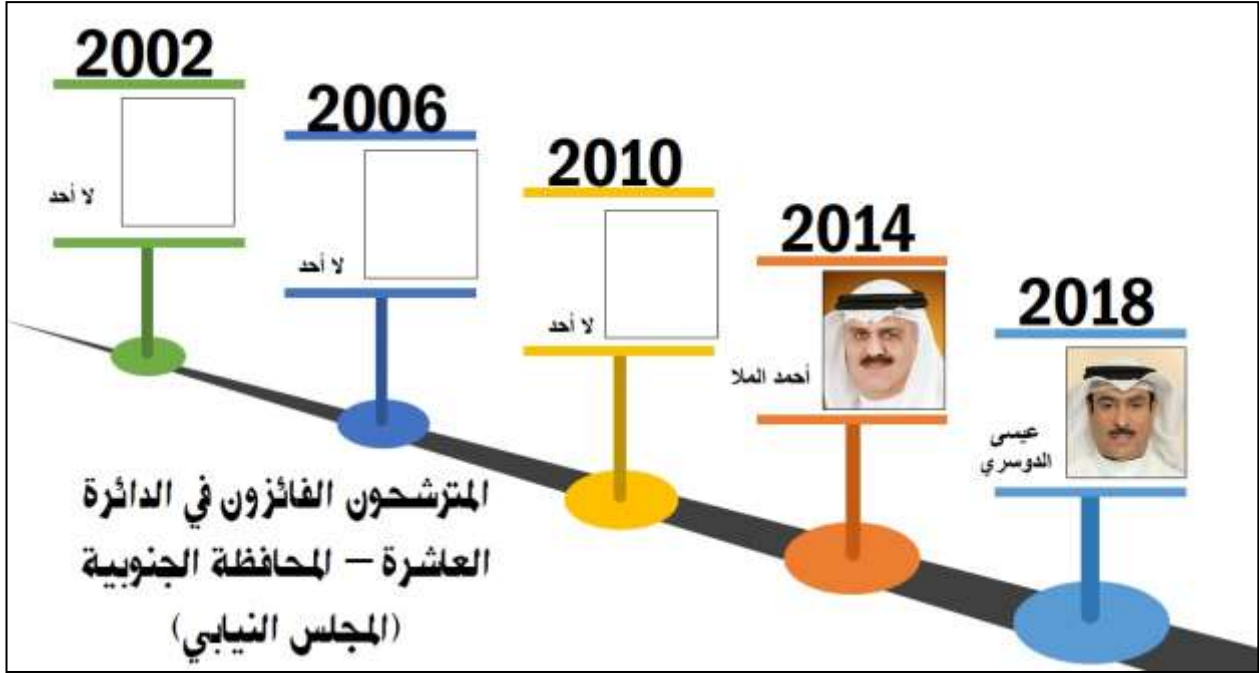 2002
لا أحد
2006
لا أحد
2010
لا أحد
2014
أحمد الملا
2018
عيسى
الدوسري
المترشحون الفائزون في الدائرة
العاشرة – المحافظة الجنوبية
(المجلس النيابي)